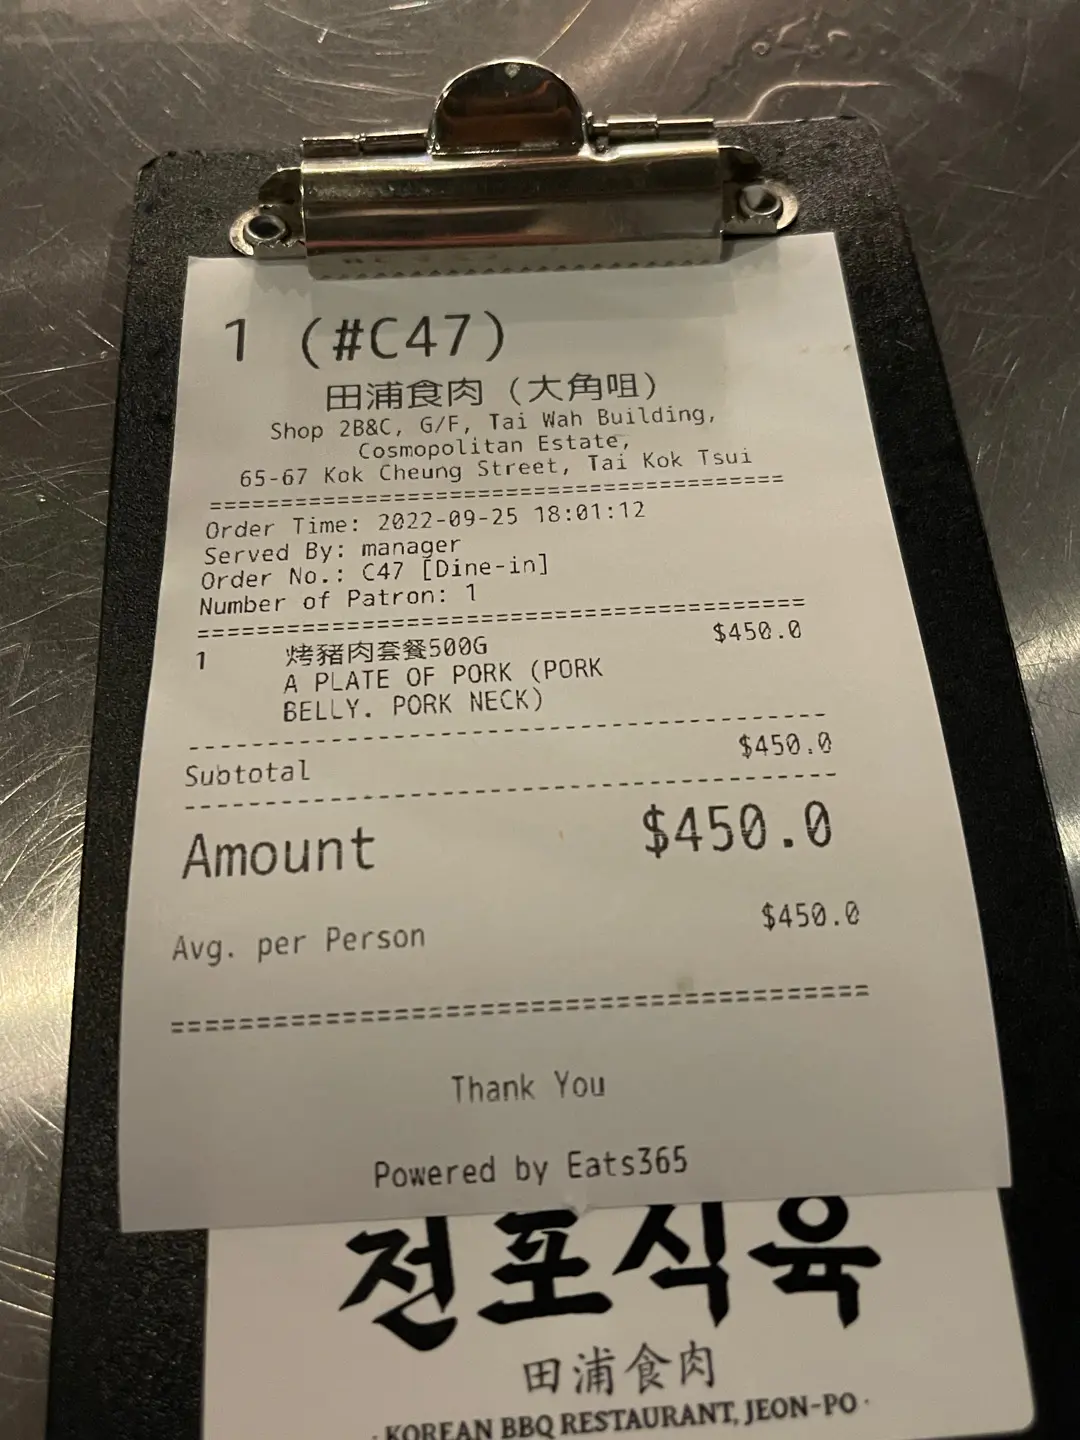 1 (#C47)
田浦食肉 (大角咀)
Shop 2B&C, G/F, Tai Wah Building,
Cosmopolitan Estate,
65-67 Kok Cheung Street, Tai Kok Tsui
========================================
Order Time: 2022-09-25 18:01:12
Served By: manager
Order No.: C47 [Dine-in]
Number of Patron: 1
========================================
1 烤豬肉套餐500G $450.0
A PLATE OF PORK (PORK
BELLY. PORK NECK)
----------------------------------------
Subtotal $450.0
----------------------------------------
Amount $450.0
Avg. per Person $450.0
========================================
Thank You
Powered by Eats365
전포식육
田浦食肉
· KOREAN BBQ RESTAURANT, JEON-PO ·